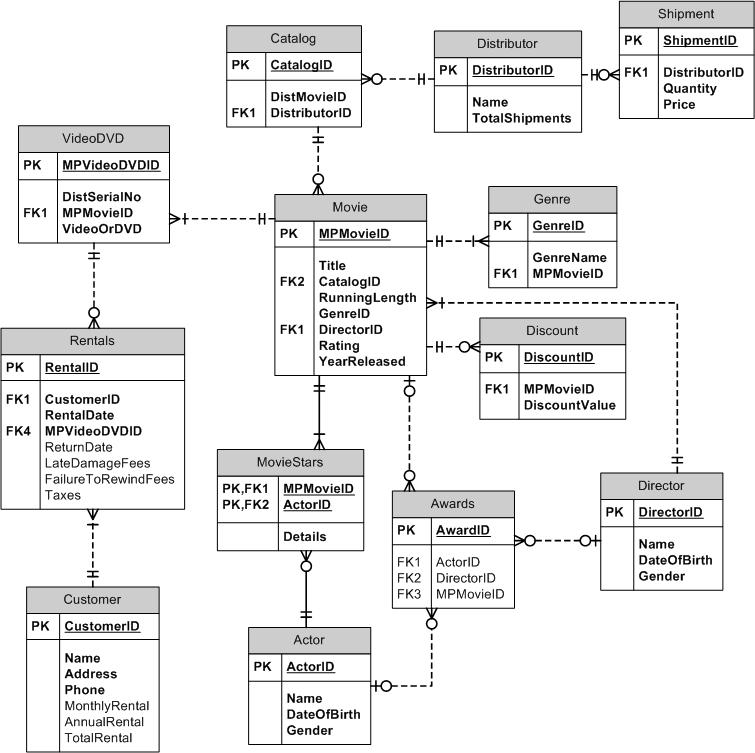 Shipment
PK ShipmentID
FK1 DistributorID
Quantity
Price
Catalog
PK CatalogID
DistMovieID
FK1 DistributorID
Distributor
PK DistributorID
Name
TotalShipments
VideoDVD
PK MPVideoDVDID
DistSerialNo
FK1 MPMovieID
VideoOrDVD
Movie
PK MPMovieID
Title
FK2 CatalogID
RunningLength
GenreID
FK1 DirectorID
Rating
YearReleased
Genre
PK GenreID
GenreName
FK1 MPMovieID
Discount
PK DiscountID
FK1 MPMovieID
DiscountValue
Rentals
PK RentalID
FK1 CustomerID
RentalDate
FK4 MPVideoDVDID
ReturnDate
LateDamageFees
FailureToRewindFees
Taxes
MovieStars
PK,FK1 MPMovieID
PK,FK2 ActorID
Details
Awards
PK AwardID
FK1 ActorID
FK2 DirectorID
FK3 MPMovieID
Director
PK DirectorID
Name
DateOfBirth
Gender
Customer
PK CustomerID
Name
Address
Phone
MonthlyRental
AnnualRental
TotalRental
Actor
PK ActorID
Name
DateOfBirth
Gender